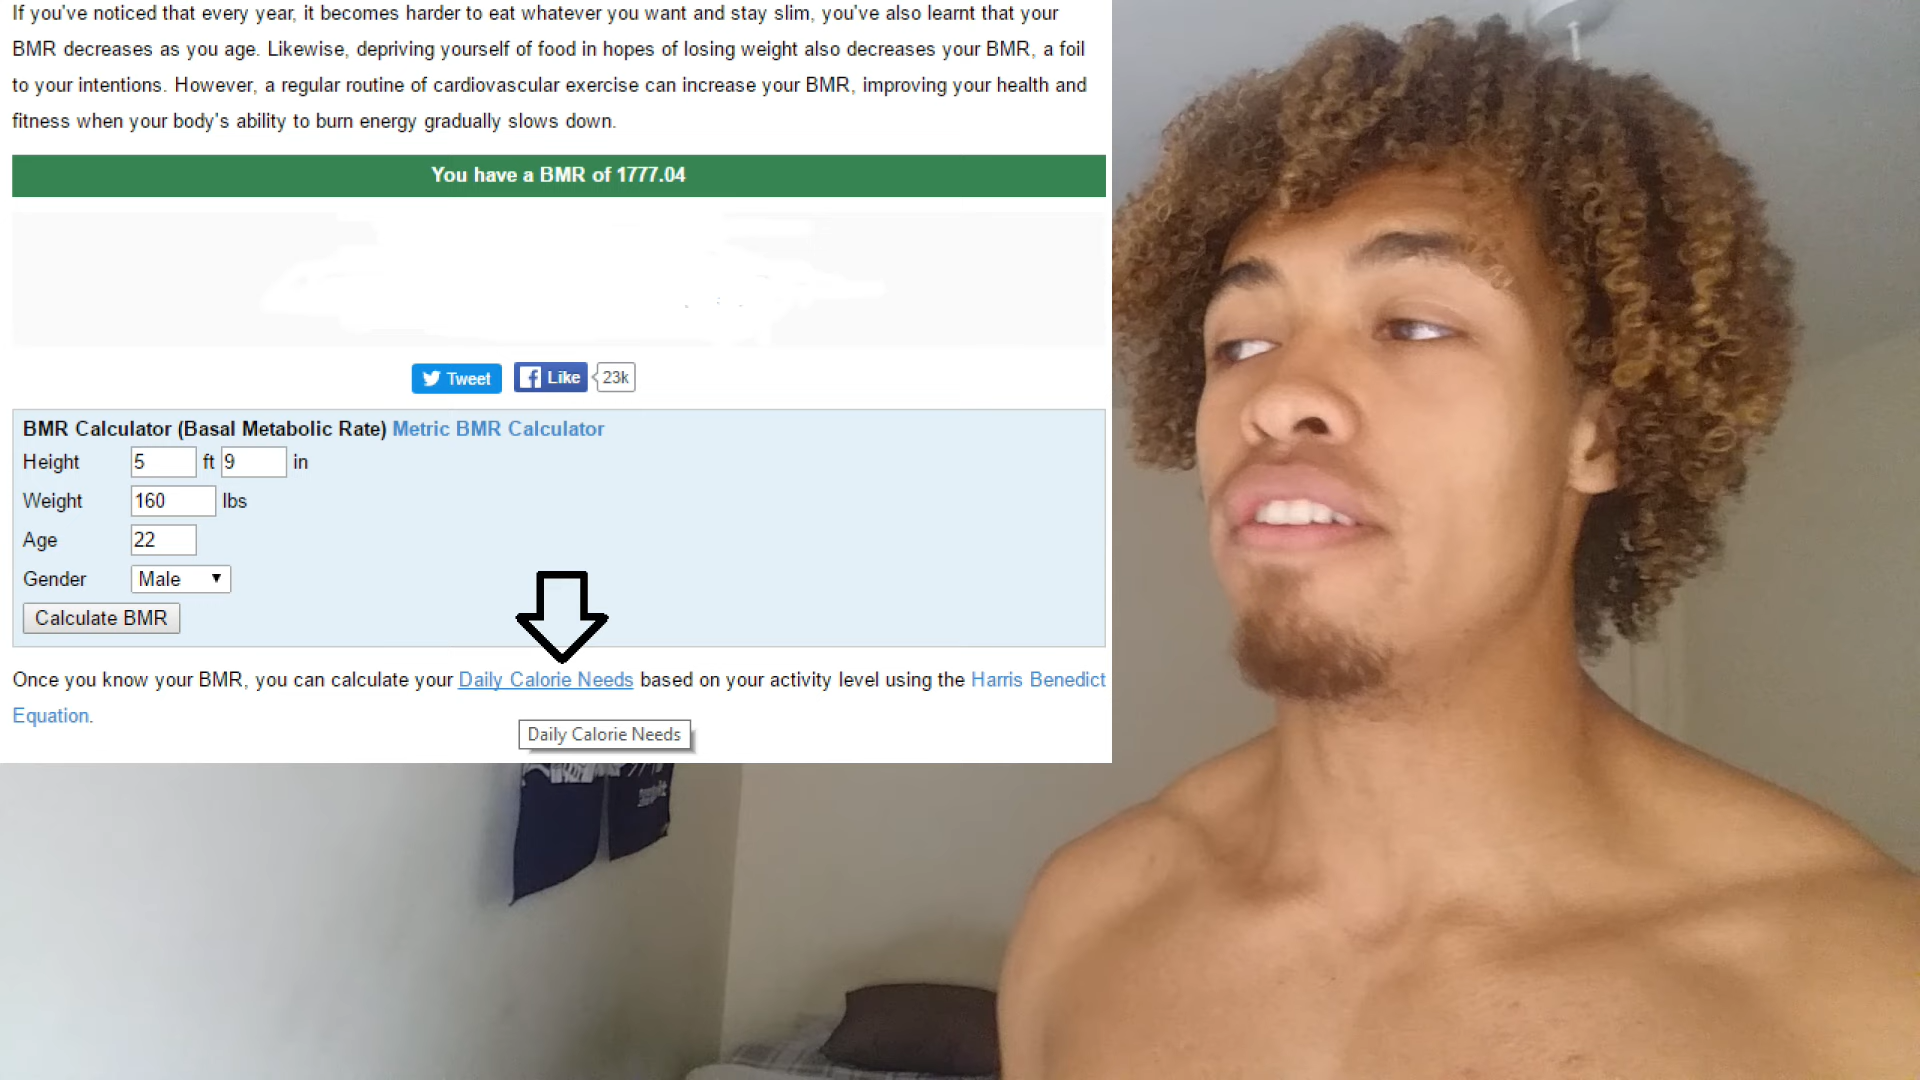 If you've noticed that every year, it becomes harder to eat whatever you want and stay slim, you've also learnt that your
BMR decreases as you age. Likewise, depriving yourself of food in hopes of losing weight also decreases your BMR, a foil
to your intentions. However, a regular routine of cardiovascular exercise can increase your BMR, improving your health and
fitness when your body's ability to burn energy gradually slows down.
You have a BMR of 1777.04
Tweet Like 23k
BMR Calculator (Basal Metabolic Rate) Metric BMR Calculator
Height 5 ft 9 in
Weight 160 lbs
Age 22
Gender Male
Calculate BMR
Once you know your BMR, you can calculate your Daily Calorie Needs based on your activity level using the Harris Benedict
Equation.
Daily Calorie Needs